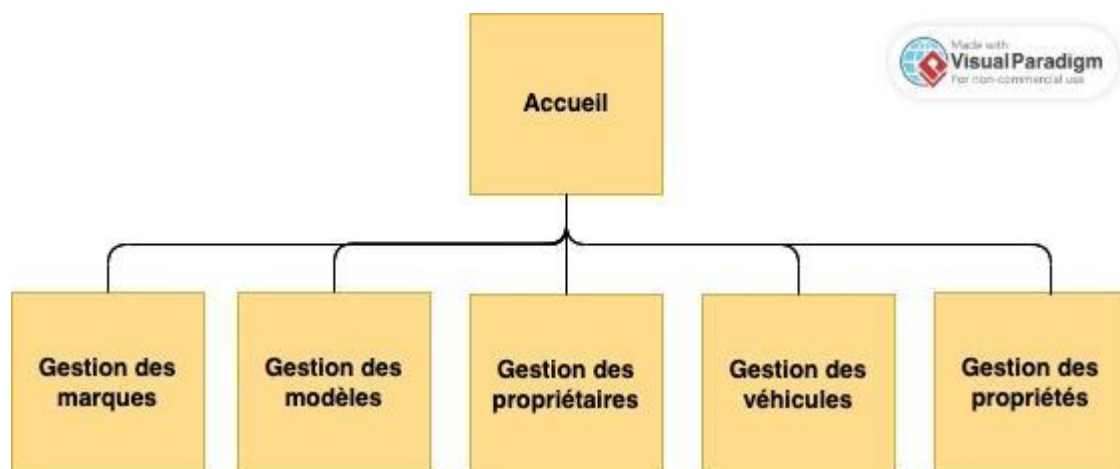 Made with
Visual Paradigm
For non-commercial use
Accueil
Gestion des
marques
Gestion des
modèles
Gestion des
propriétaires
Gestion des
véhicules
Gestion des
propriétés